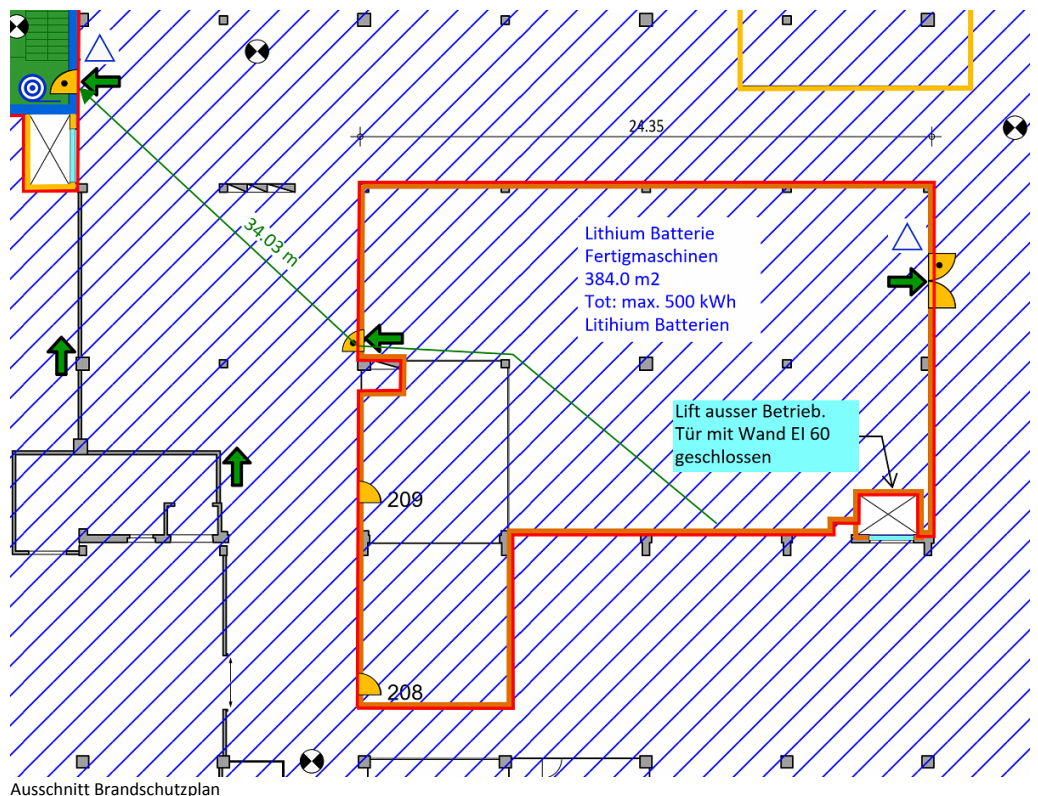 24.35
34.03 m
Lithium Batterie
Fertigmaschinen
384.0 m2
Tot: max. 500 kWh
Litihium Batterien
Lift ausser Betrieb.
Tür mit Wand EI 60
geschlossen
209
208
Ausschnitt Brandschutzplan